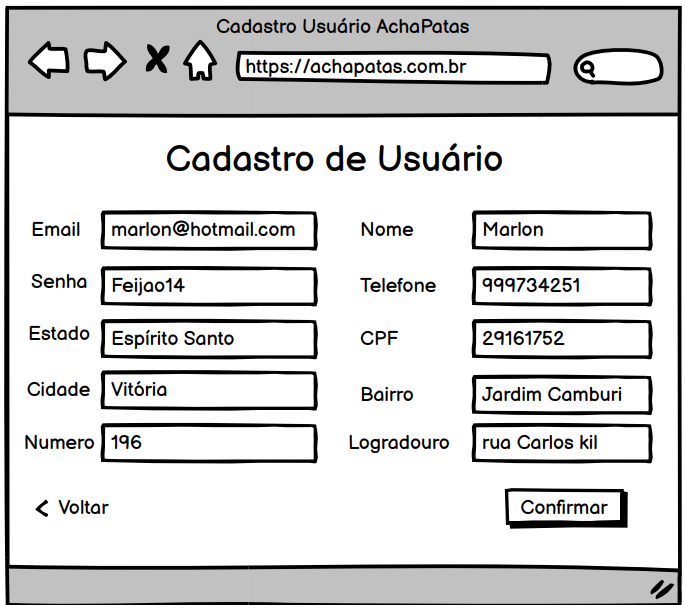 Cadastro Usuário AchaPatas
https://achapatas.com.br
Cadastro de Usuário
Email marlon@hotmail.com Nome Marlon
Senha Feijao14 Telefone 999734251
Estado Espírito Santo CPF 29161752
Cidade Vitória Bairro Jardim Camburi
Numero 196 Logradouro rua Carlos kil
Voltar Confirmar